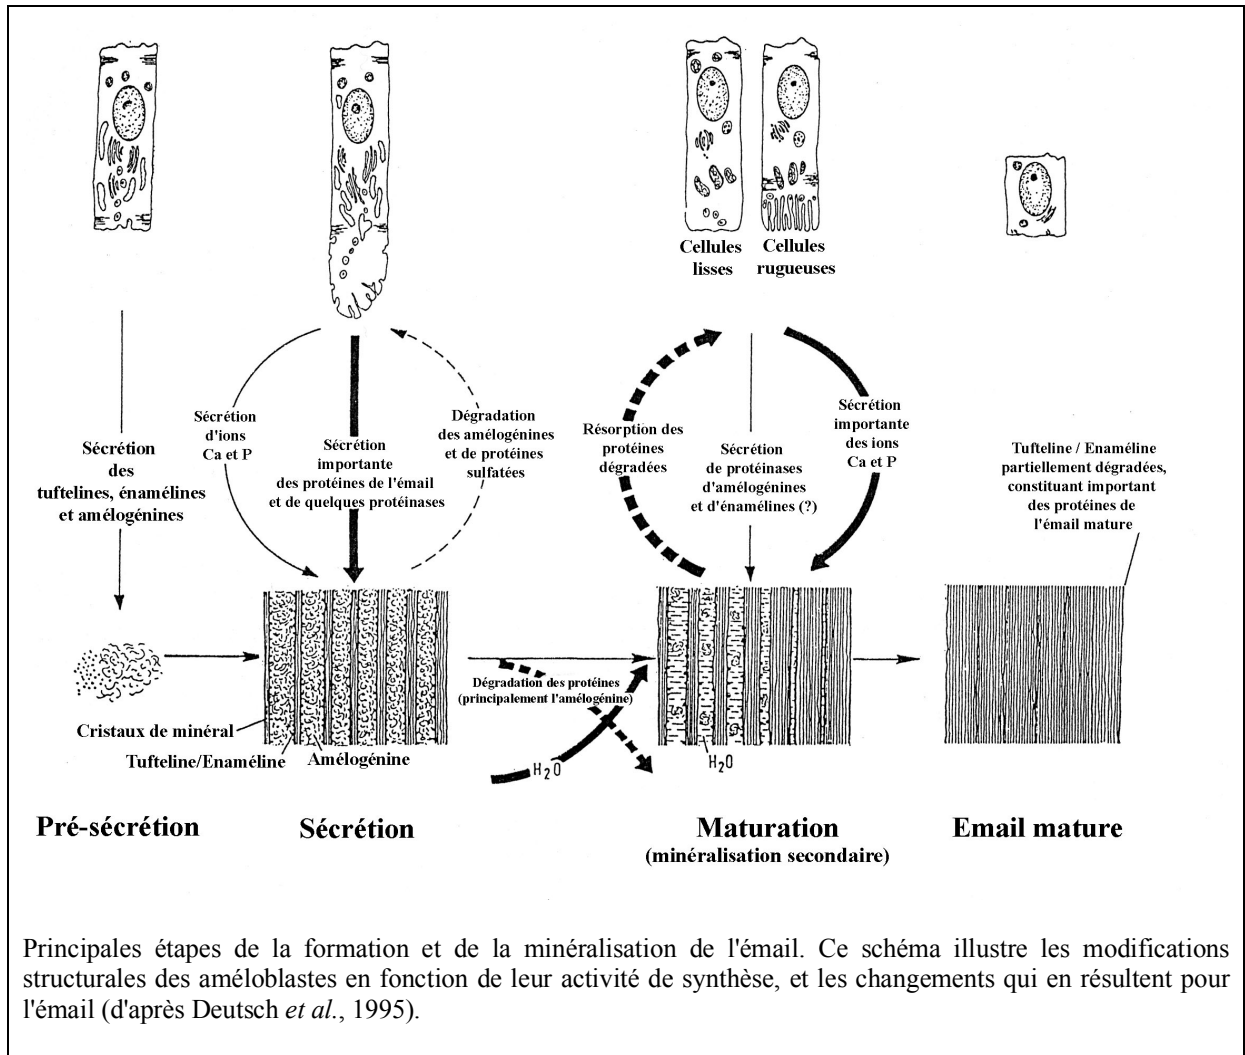 Cellules
lisses
Cellules
rugueuses
Sécrétion
des
tuftelines, énamélines
et amélogénines
Sécrétion
d'ions
Ca et P
Sécrétion
importante
des protéines de l'émail
et de quelques protéinases
Dégradation
des amélogénines
et de protéines
sulfatées
Résorption des
protéines
dégradées
Sécrétion
de protéinases
d'amélogénines
et d'énamélines (?)
Sécrétion
importante
des ions
Ca et P
Tufteline / Enaméline
partiellement dégradées,
constituant important
des protéines de
l'émail mature
Cristaux de minéral
Tufteline/Enaméline
Amélogénine
Dégradation des protéines
(principalement l'amélogénine)
H2O
H2O
Pré-sécrétion
Sécrétion
Maturation
(minéralisation secondaire)
Email mature
Principales étapes de la formation et de la minéralisation de l'émail. Ce schéma illustre les modifications
structurales des améloblastes en fonction de leur activité de synthèse, et les changements qui en résultent pour
l'émail (d'après Deutsch et al., 1995).